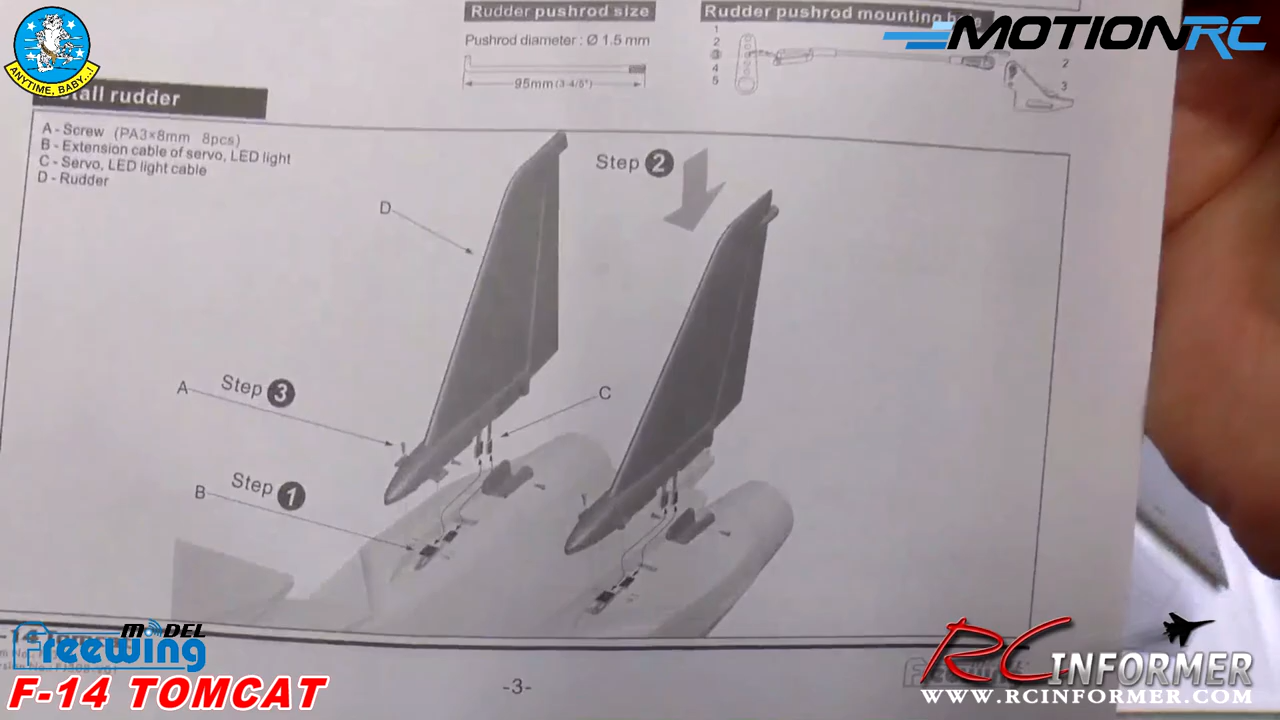 ANYTIME, BABY...!
Rudder pushrod size
Pushrod diameter : Ø 1.5 mm
95mm (3-4/5")
Rudder pushrod mounting
1
2
3
4
5
2
3
MOTIONRC
Install rudder
A - Screw (PA3×8mm 8pcs)
B - Extension cable of servo, LED light
C - Servo, LED light cable
D - Rudder
Step 2
D
A
Step 3
C
B
Step 1
Freewing MODEL
F-14 TOMCAT
-3-
RC INFORMER
WWW.RCINFORMER.COM